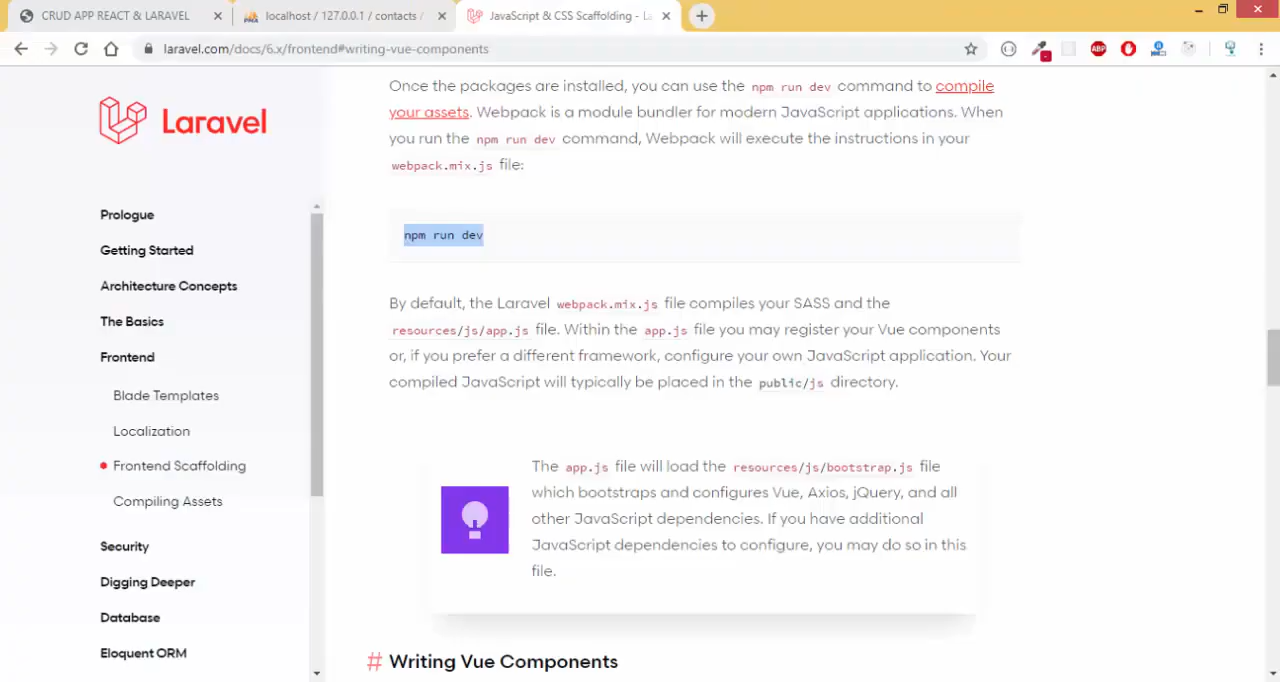 CRUD APP REACT & LARAVEL
localhost / 127.0.0.1 / contacts /
JavaScript & CSS Scaffolding - La
laravel.com/docs/6.x/frontend#writing-vue-components
ABP
Laravel
Prologue
Getting Started
Architecture Concepts
The Basics
Frontend
Blade Templates
Localization
Frontend Scaffolding
Compiling Assets
Security
Digging Deeper
Database
Eloquent ORM
Once the packages are installed, you can use the npm run dev command to compile
your assets. Webpack is a module bundler for modern JavaScript applications. When
you run the npm run dev command, Webpack will execute the instructions in your
webpack.mix.js file:
npm run dev
By default, the Laravel webpack.mix.js file compiles your SASS and the
resources/js/app.js file. Within the app.js file you may register your Vue components
or, if you prefer a different framework, configure your own JavaScript application. Your
compiled JavaScript will typically be placed in the public/js directory.
The app.js file will load the resources/js/bootstrap.js file
which bootstraps and configures Vue, Axios, jQuery, and all
other JavaScript dependencies. If you have additional
JavaScript dependencies to configure, you may do so in this
file.
# Writing Vue Components